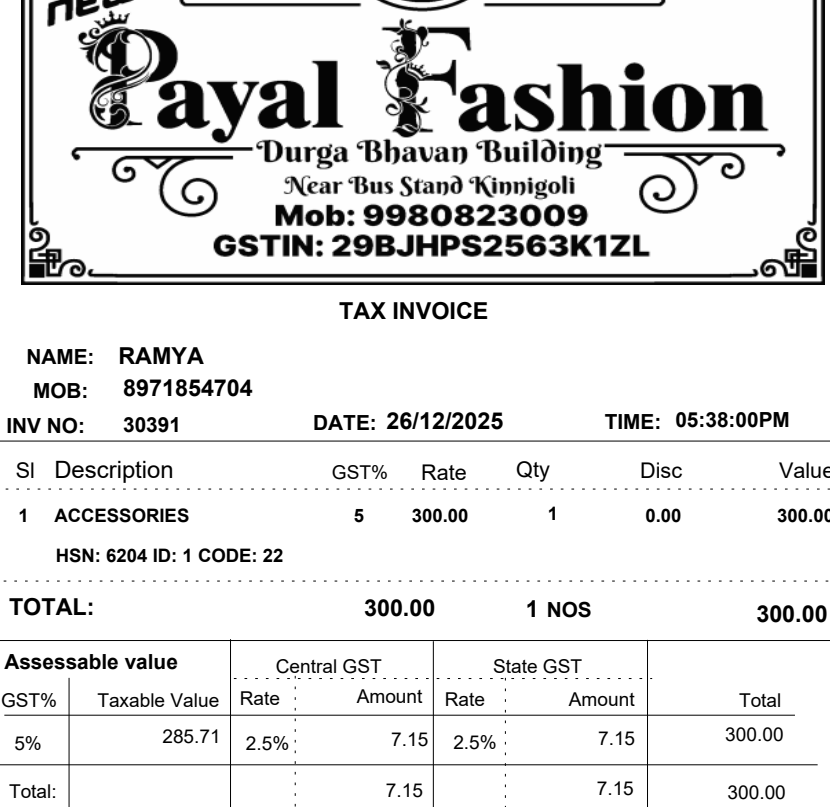 new
Payal Fashion
Durga Bhavan Building
Near Bus Stand Kinnigoli
Mob: 9980823009
GSTIN: 29BJHPS2563K1ZL
TAX INVOICE
NAME: RAMYA
MOB: 8971854704
INV NO: 30391 DATE: 26/12/2025 TIME: 05:38:00PM
Sl Description GST% Rate Qty Disc Value
1 ACCESSORIES 5 300.00 1 0.00 300.00
HSN: 6204 ID: 1 CODE: 22
TOTAL: 300.00 1 NOS 300.00
Assessable value Central GST State GST
GST% Taxable Value Rate Amount Rate Amount Total
5% 285.71 2.5% 7.15 2.5% 7.15 300.00
Total: 7.15 7.15 300.00